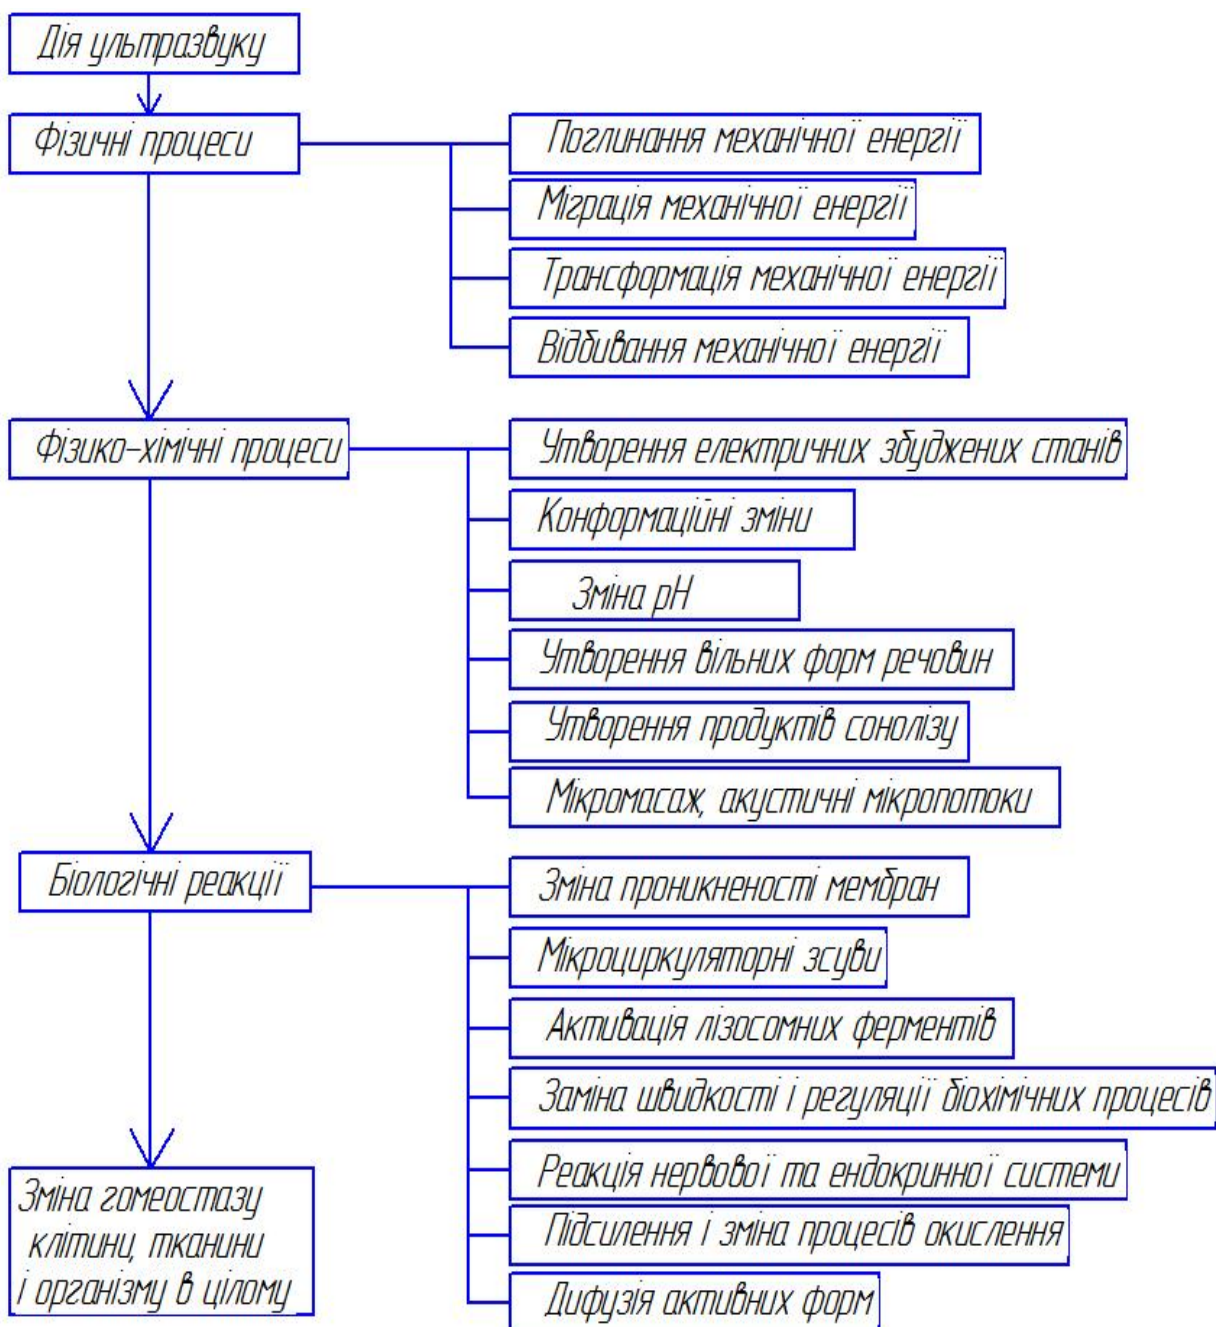 Дія ультразвуку
Фізичні процеси
Поглинання механічної енергії
Міграція механічної енергії
Трансформація механічної енергії
Відбивання механічної енергії
Фізико-хімічні процеси
Утворення електричних збуджених станів
Конформаційні зміни
Зміна pH
Утворення вільних форм речовин
Утворення продуктів сонолізу
Мікромасаж, акустичні мікропотоки
Біологічні реакції
Зміна проникнености мембран
Мікроциркуляторні зсуви
Активація лізосомних ферментів
Заміна швидкості і регуляції біохімічних процесів
Реакція нервової та ендокринної системи
Підсилення і зміна процесів окислення
Дифузія активних форм
Зміна гомеостазу
клітини, тканини
і організму в цілому